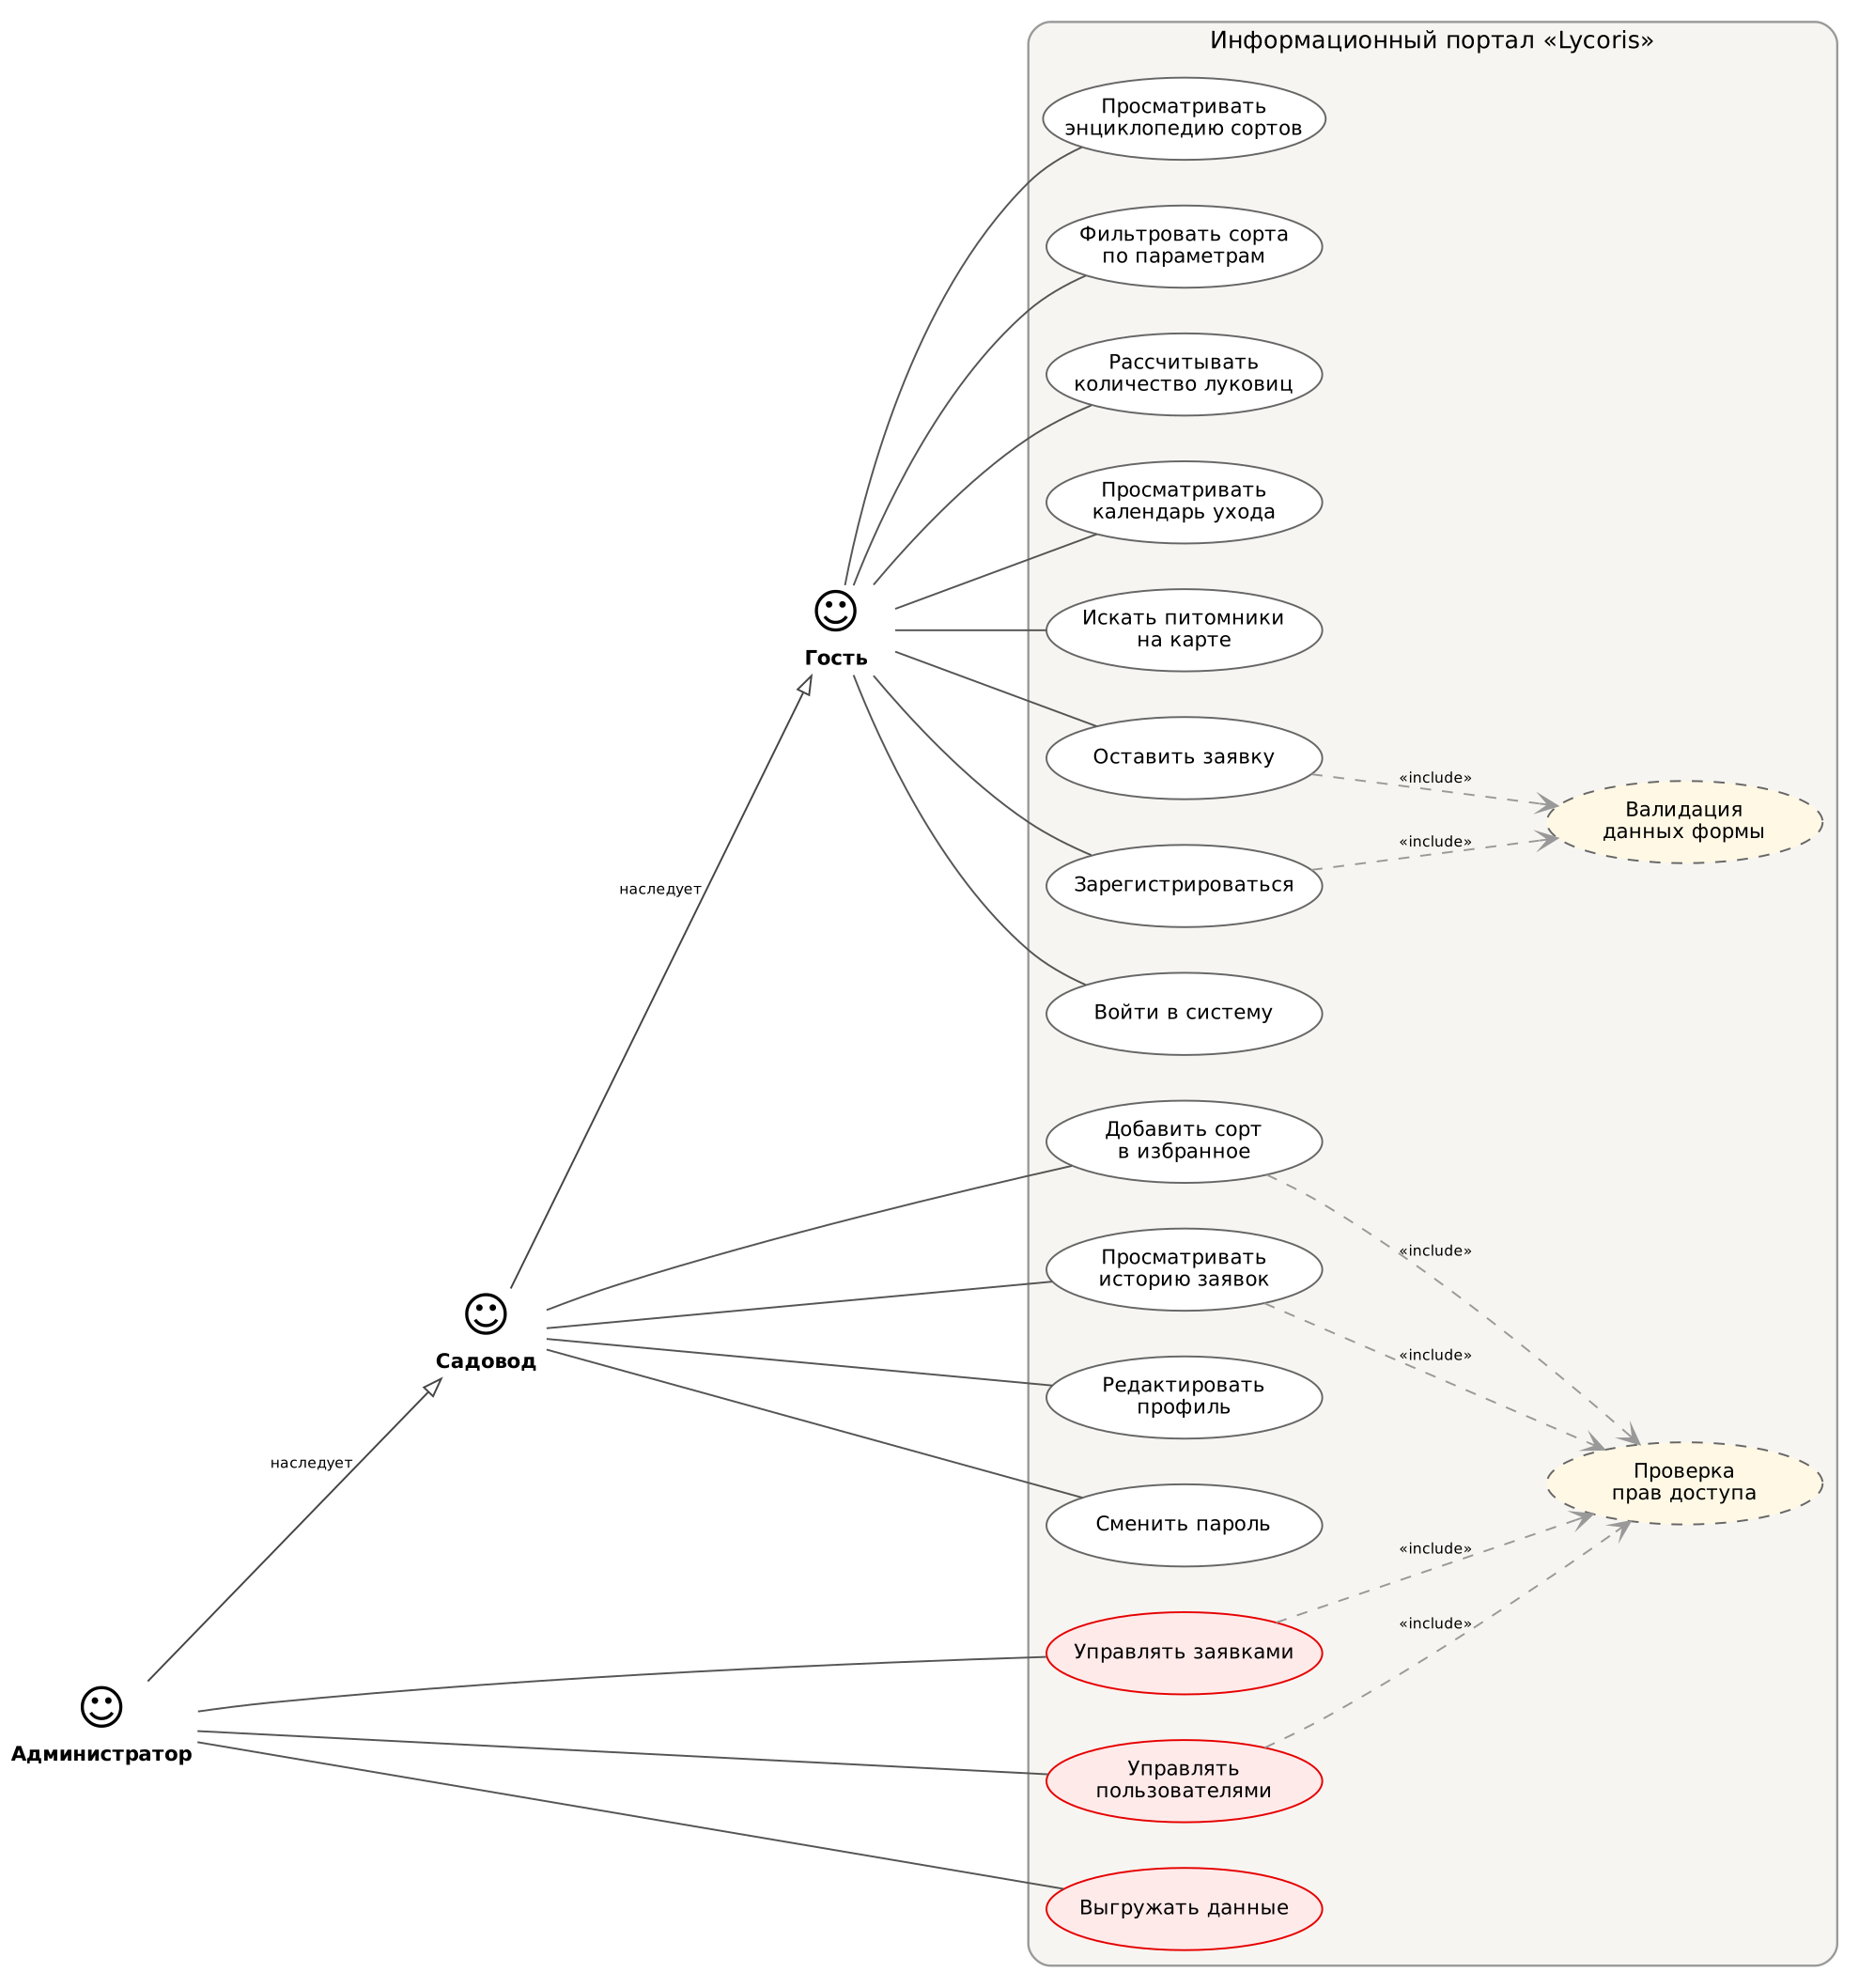 Информационный портал «Lycoris»
Просматривать
энциклопедию сортов
Фильтровать сорта
по параметрам
Рассчитывать
количество луковиц
Просматривать
календарь ухода
Искать питомники
на карте
Гость
Оставить заявку
«include»
Валидация
данных формы
«include»
Зарегистрироваться
наследует
Войти в систему
Добавить сорт
в избранное
«include»
Просматривать
историю заявок
«include»
Садовод
Редактировать
профиль
наследует
Проверка
прав доступа
Сменить пароль
«include»
«include»
Управлять заявками
Администратор
Управлять
пользователями
Выгружать данные